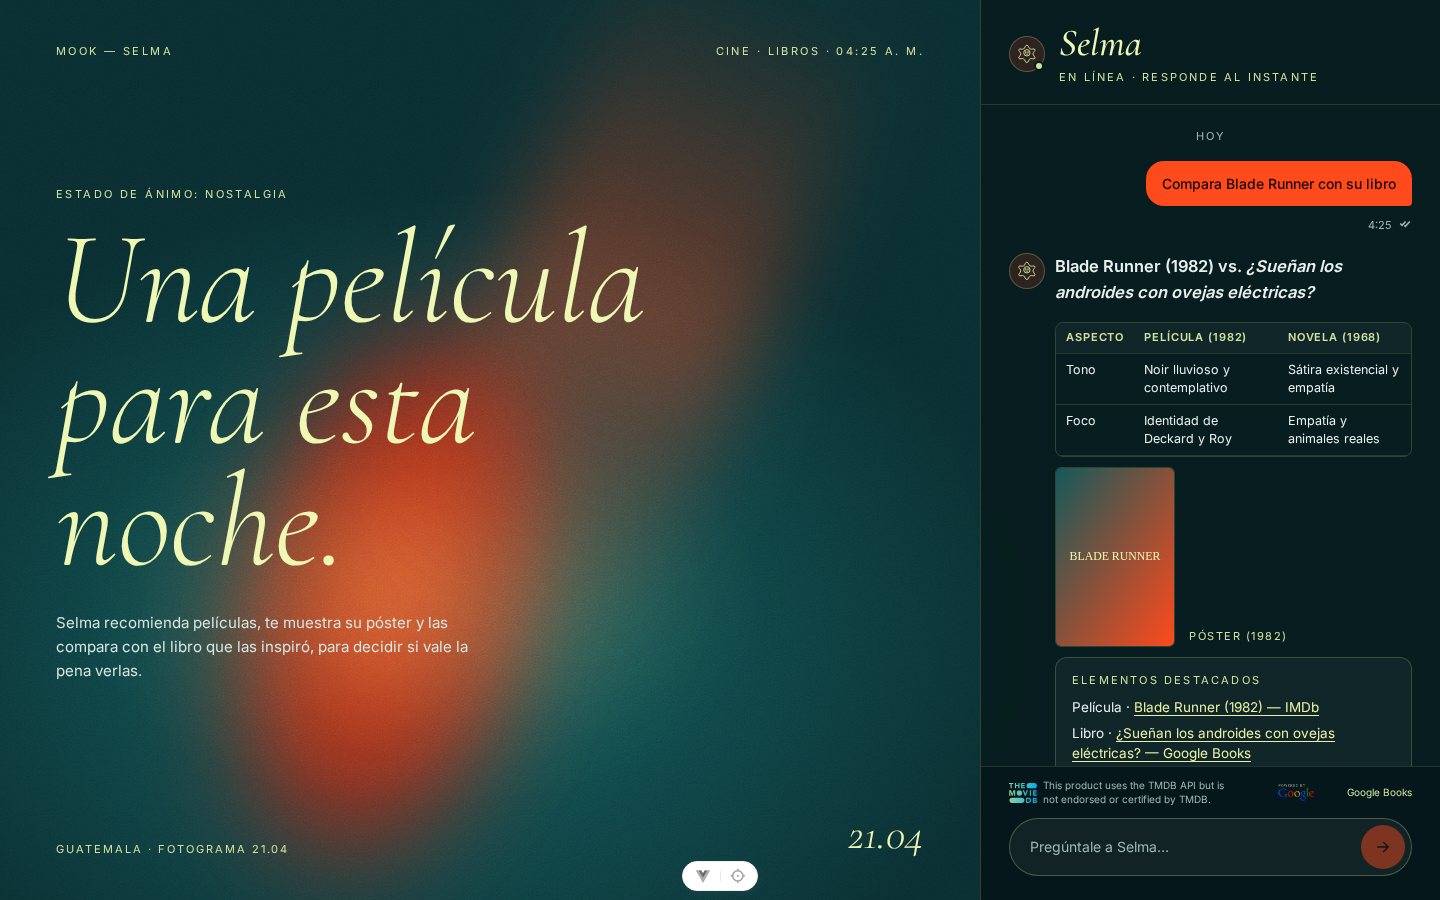 MOOK — SELMA
CINE · LIBROS · 04:25 A. M.
ESTADO DE ÁNIMO: NOSTALGIA
Una película
para esta
noche.
Selma recomienda películas, te muestra su póster y las
compara con el libro que las inspiró, para decidir si vale la
pena verlas.
GUATEMALA · FOTOGRAMA 21.04
21.04
Selma
EN LÍNEA · RESPONDE AL INSTANTE
HOY
Compara Blade Runner con su libro
4:25
Blade Runner (1982) vs. ¿Sueñan los
androides con ovejas eléctricas?
ASPECTO PELÍCULA (1982) NOVELA (1968)
Tono Noir lluvioso y Sátira existencial y
contemplativo empatía
Foco Identidad de Empatía y
Deckard y Roy animales reales
BLADE RUNNER
PÓSTER (1982)
ELEMENTOS DESTACADOS
Película · Blade Runner (1982) — IMDb
Libro · ¿Sueñan los androides con ovejas
eléctricas? — Google Books
THE
MOVIE
DB
This product uses the TMDB API but is
not endorsed or certified by TMDB.
POWERED BY
Google
Google Books
Pregúntale a Selma...